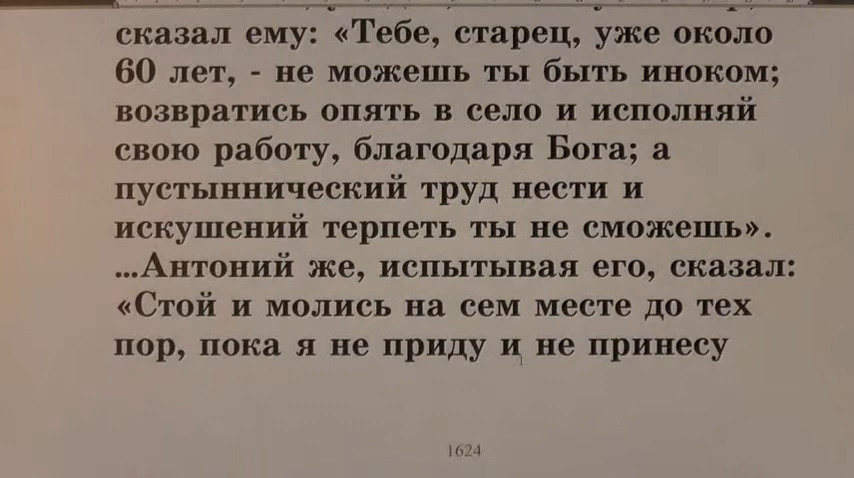 сказал ему: «Тебе, старец, уже около
60 лет, - не можешь ты быть иноком;
возвратись опять в село и исполняй
свою работу, благодаря Бога; а
пустыннический труд нести и
искушений терпеть ты не сможешь».
...Антоний же, испытывая его, сказал:
«Стой и молись на сем месте до тех
пор, пока я не приду и не принесу
1624